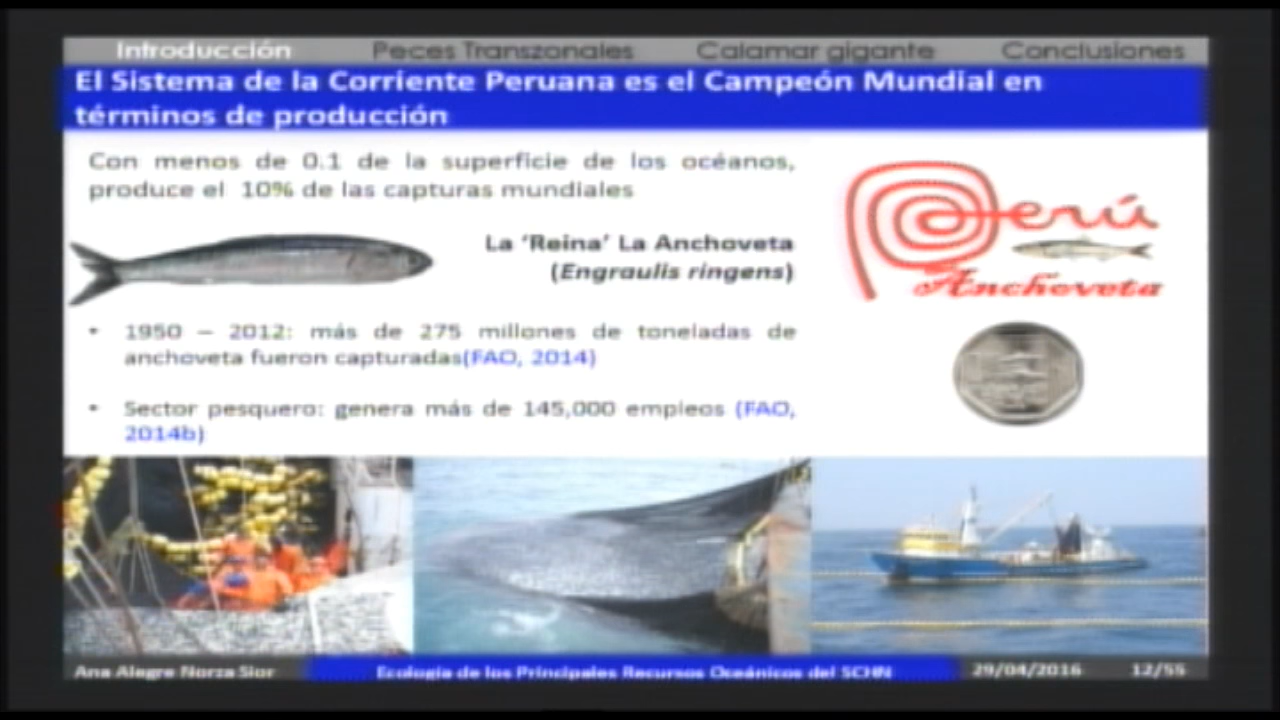 Introducción Peces Transzonales Calamar gigante Conclusiones
El Sistema de la Corriente Peruana es el Campeón Mundial en
términos de producción
Con menos de 0.1 de la superficie de los océanos,
produce el 10% de las capturas mundiales
La ‘Reina’ La Anchoveta
(Engraulis ringens)
Perú
Anchoveta
• 1950 – 2012: más de 275 millones de toneladas de
anchoveta fueron capturadas(FAO, 2014)
• Sector pesquero: genera más de 145,000 empleos (FAO,
2014b)
Ana Alegre Norza Sior Ecología de los Principales Recursos Oceánicos del SCHN 29/04/2016 12/55